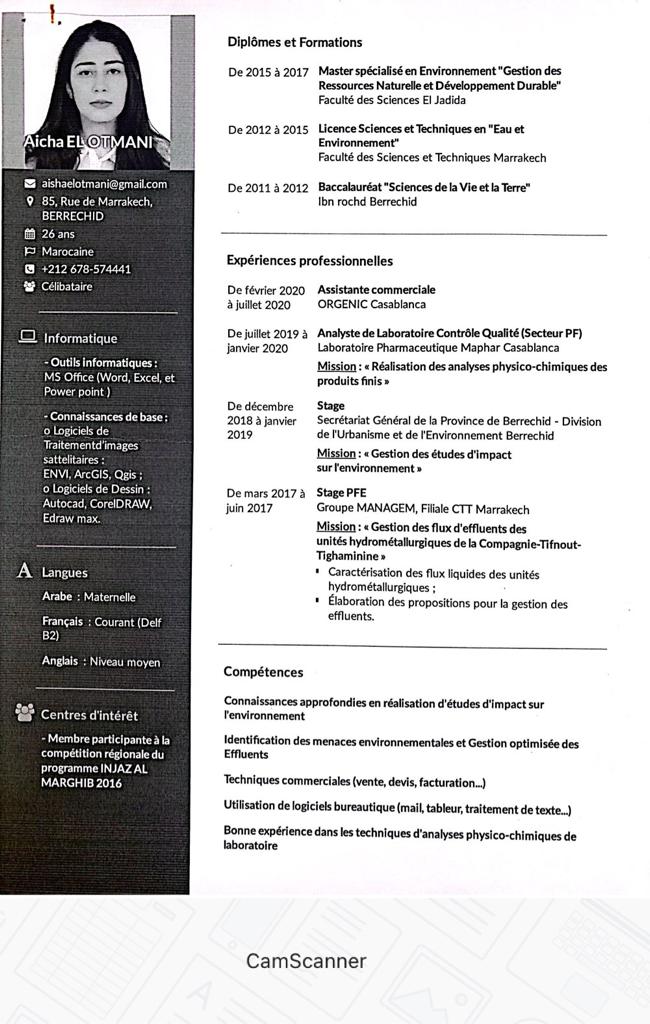 Aicha EL OTMANI
aishaelotmani@gmail.com
85, Rue de Marrakech,
BERRECHID
26 ans
Marocaine
+212 678-574441
Célibataire
Informatique
- Outils informatiques :
MS Office (Word, Excel, et
Power point )
- Connaissances de base :
o Logiciels de
Traitementd'images
sattelitaires :
ENVI, ArcGIS, Qgis ;
o Logiciels de Dessin :
Autocad, CorelDRAW,
Edraw max.
Langues
Arabe : Maternelle
Français : Courant (Delf
B2)
Anglais : Niveau moyen
Centres d'intérêt
- Membre participante à la
compétition régionale du
programme INJAZ AL
MARGHIB 2016
Diplômes et Formations
De 2015 à 2017 Master spécialisé en Environnement "Gestion des
Ressources Naturelle et Développement Durable"
Faculté des Sciences El Jadida
De 2012 à 2015 Licence Sciences et Techniques en "Eau et
Environnement"
Faculté des Sciences et Techniques Marrakech
De 2011 à 2012 Baccalauréat "Sciences de la Vie et la Terre"
Ibn rochd Berrechid
Expériences professionnelles
De février 2020 Assistante commerciale
à juillet 2020 ORGENIC Casablanca
De juillet 2019 à Analyste de Laboratoire Contrôle Qualité (Secteur PF)
janvier 2020 Laboratoire Pharmaceutique Maphar Casablanca
Mission : « Réalisation des analyses physico-chimiques des
produits finis »
De décembre Stage
2018 à janvier Secrétariat Général de la Province de Berrechid - Division
2019 de l'Urbanisme et de l'Environnement Berrechid
Mission : « Gestion des études d'impact
sur l'environnement »
De mars 2017 à Stage PFE
juin 2017 Groupe MANAGEM, Filiale CTT Marrakech
Mission : « Gestion des flux d'effluents des
unités hydrométallurgiques de la Compagnie-Tifnout-
Tighaminine »
▪ Caractérisation des flux liquides des unités
hydrométallurgiques ;
▪ Élaboration des propositions pour la gestion des
effluents.
Compétences
Connaissances approfondies en réalisation d'études d'impact sur
l'environnement
Identification des menaces environnementales et Gestion optimisée des
Effluents
Techniques commerciales (vente, devis, facturation...)
Utilisation de logiciels bureautique (mail, tableur, traitement de texte...)
Bonne expérience dans les techniques d'analyses physico-chimiques de
laboratoire
CamScanner